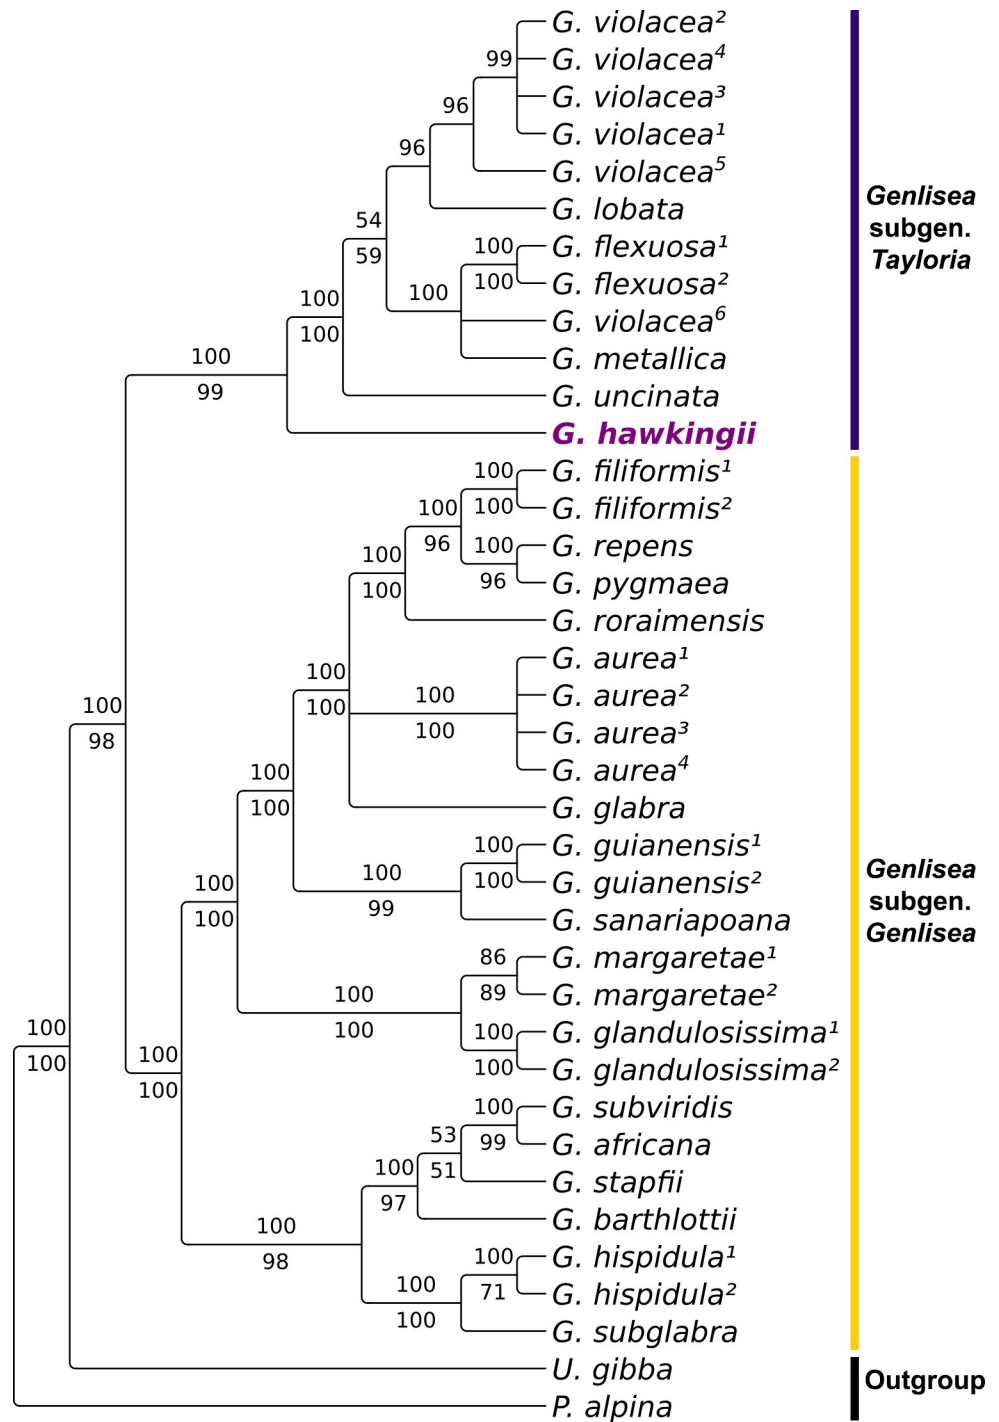 G. violacea²
G. violacea⁴
99
G. violacea³
96
G. violacea¹
96
G. violacea⁵
Genlisea
subgen.
Tayloria
G. lobata
54
59
100
G. flexuosa¹
100
G. flexuosa²
100
100
100
G. violacea⁶
G. metallica
100
99
G. uncinata
G. hawkingii
100
G. filiformis¹
100
G. filiformis²
100
96
100
G. repens
96
G. pygmaea
100
100
G. roraimensis
G. aurea¹
100
100
100
100
G. aurea²
G. aurea³
G. aurea⁴
100
98
100
100
G. glabra
100
G. guianensis¹
100
G. guianensis²
100
99
Genlisea
subgen.
Genlisea
100
100
G. sanariapoana
86
G. margaretae¹
89
G. margaretae²
100
100
100
G. glandulosissima¹
100
G. glandulosissima²
100
100
100
100
100
G. subviridis
99
G. africana
53
51
G. stapfii
100
97
G. barthlottii
100
98
100
G. hispidula¹
71
G. hispidula²
100
100
G. subglabra
U. gibba
Outgroup
P. alpina